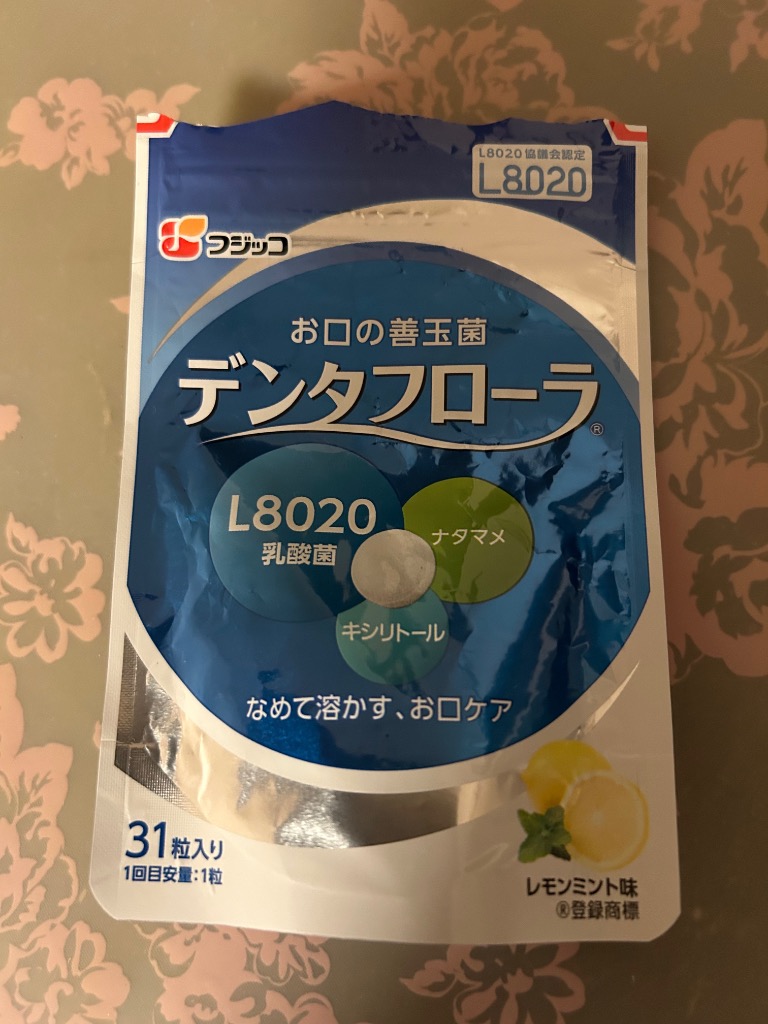 L8020協議会認定
L8020
フジッコ
お口の善玉菌
デンタフローラ®
L8020
乳酸菌
ナタマメ
キシリトール
なめて溶かす、お口ケア
31粒入り
1回目安量:1粒
レモンミント味
®登録商標